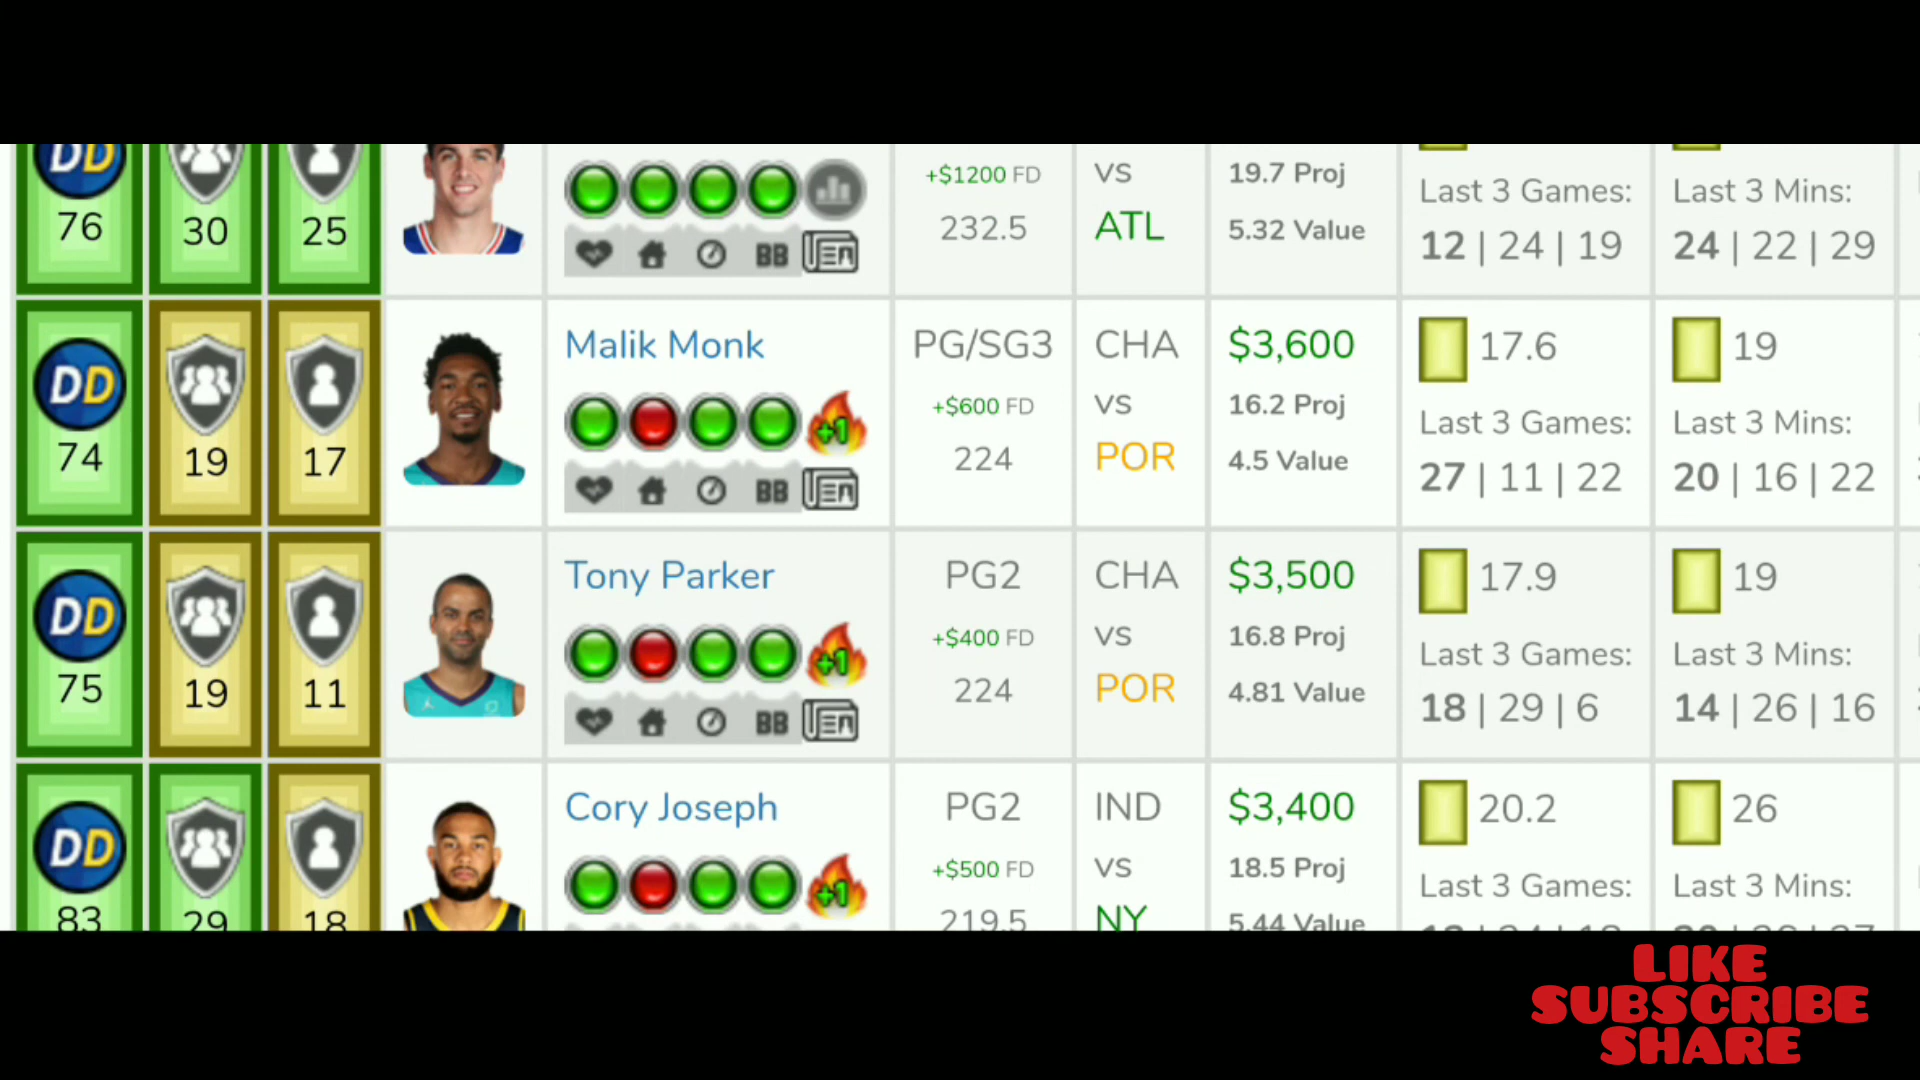 DD 76 30 25 +$1200 FD 232.5 VS ATL 19.7 Proj 5.32 Value Last 3 Games: 12 | 24 | 19 Last 3 Mins: 24 | 22 | 29
BB
DD 74 19 17 Malik Monk PG/SG3 CHA $3,600 17.6 19
+1 +$600 FD VS 16.2 Proj Last 3 Games: Last 3 Mins:
BB 224 POR 4.5 Value 27 | 11 | 22 20 | 16 | 22
DD 75 19 11 Tony Parker PG2 CHA $3,500 17.9 19
+1 +$400 FD VS 16.8 Proj Last 3 Games: Last 3 Mins:
BB 224 POR 4.81 Value 18 | 29 | 6 14 | 26 | 16
DD 83 29 18 Cory Joseph PG2 IND $3,400 20.2 26
+1 +$500 FD VS 18.5 Proj Last 3 Games: Last 3 Mins:
219.5 NY 5.44 Value
LIKE
SUBSCRIBE
SHARE